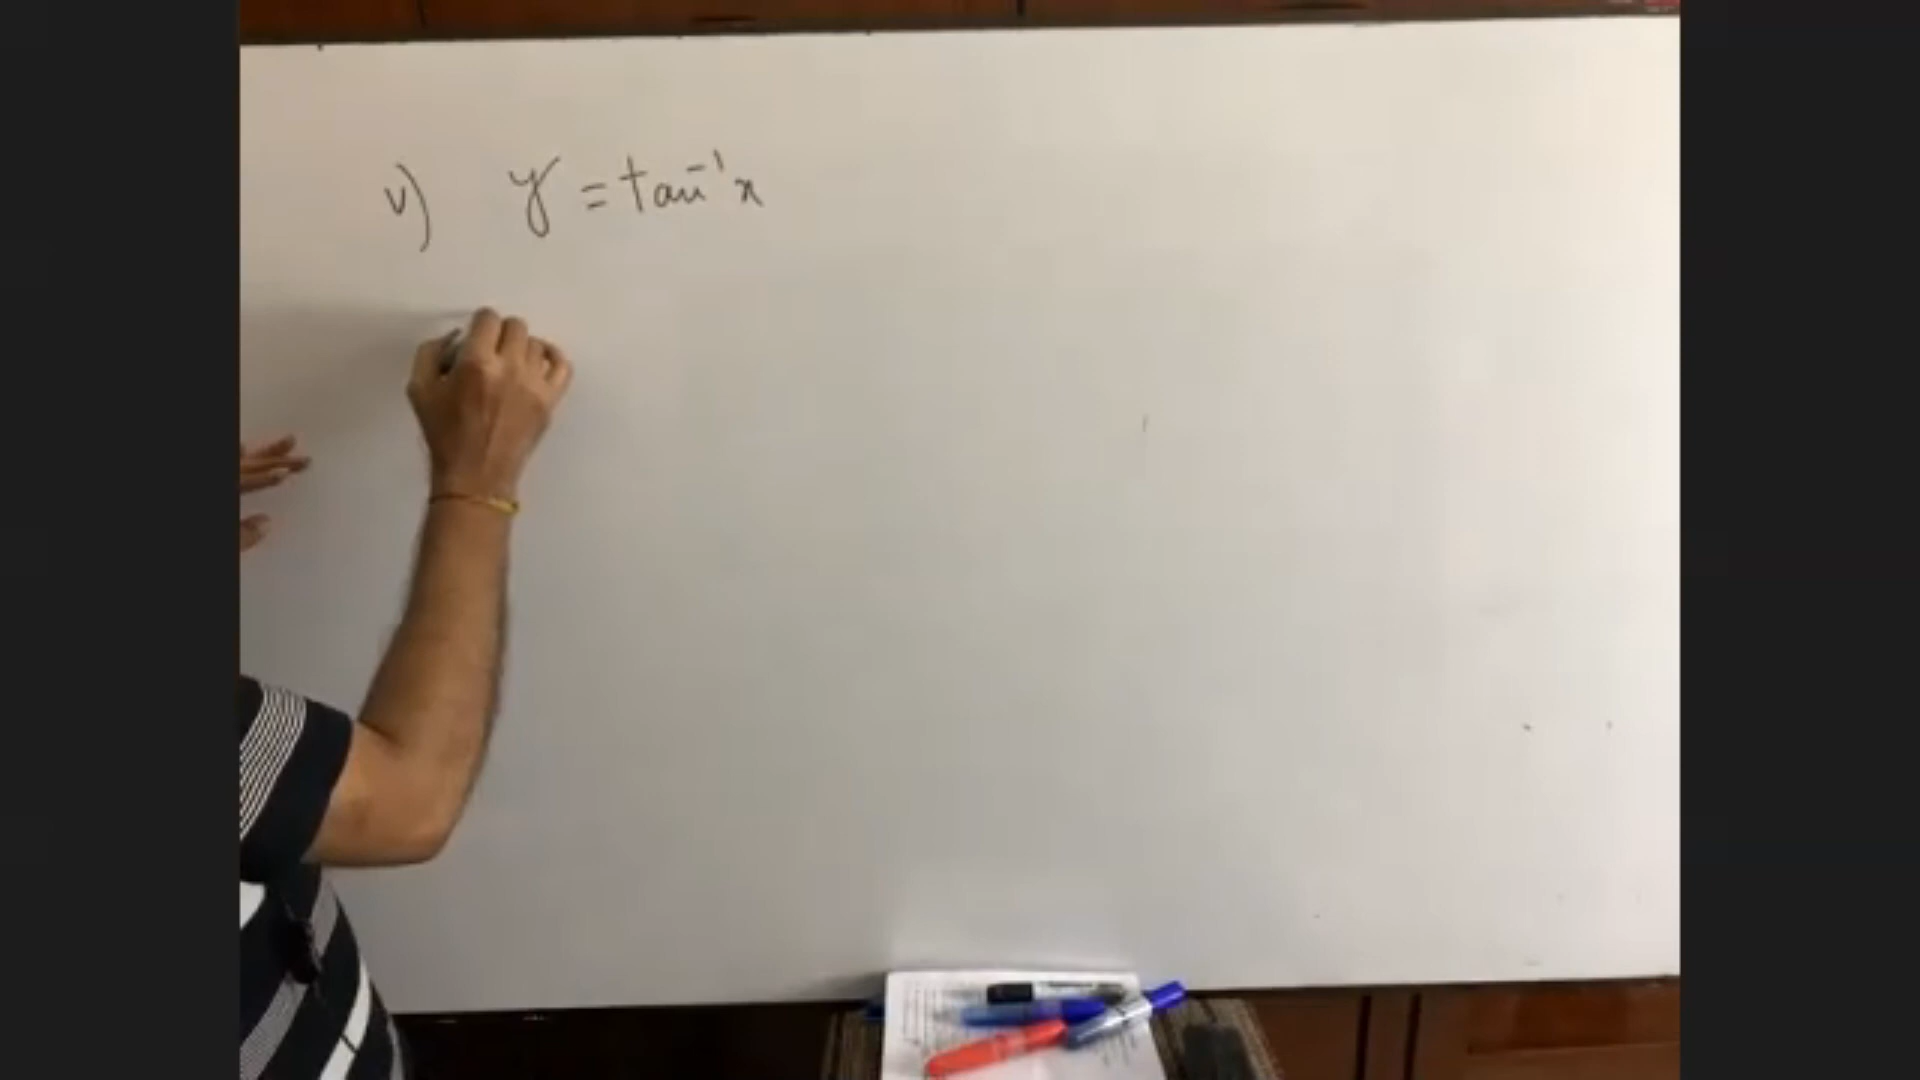 v) y = tan⁻¹x